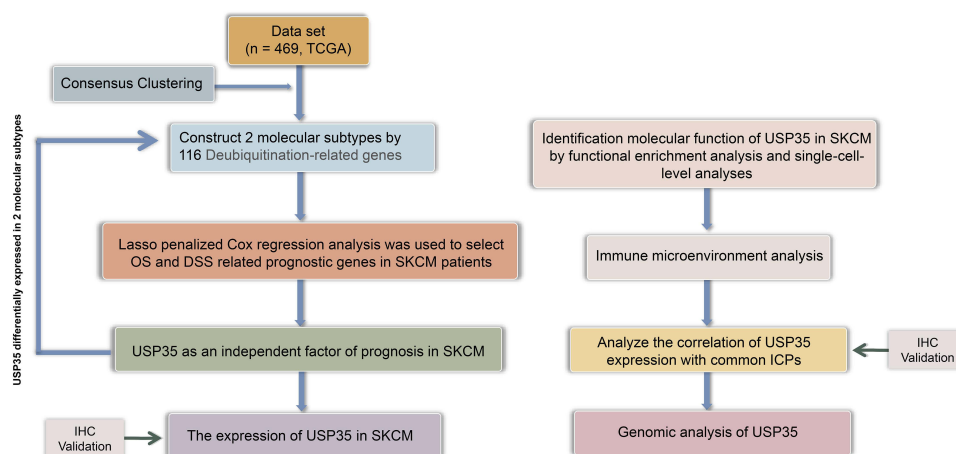 Data set
(n = 469, TCGA)
Consensus Clustering
Construct 2 molecular subtypes by
116 Deubiquitination-related genes
USP35 differentially expressed in 2 molecular subtypes
Lasso penalized Cox regression analysis was used to select
OS and DSS related prognostic genes in SKCM patients
USP35 as an independent factor of prognosis in SKCM
IHC
Validation
The expression of USP35 in SKCM
Identification molecular function of USP35 in SKCM
by functional enrichment analysis and single-cell-
level analyses
Immune microenvironment analysis
Analyze the correlation of USP35
expression with common ICPs
IHC
Validation
Genomic analysis of USP35